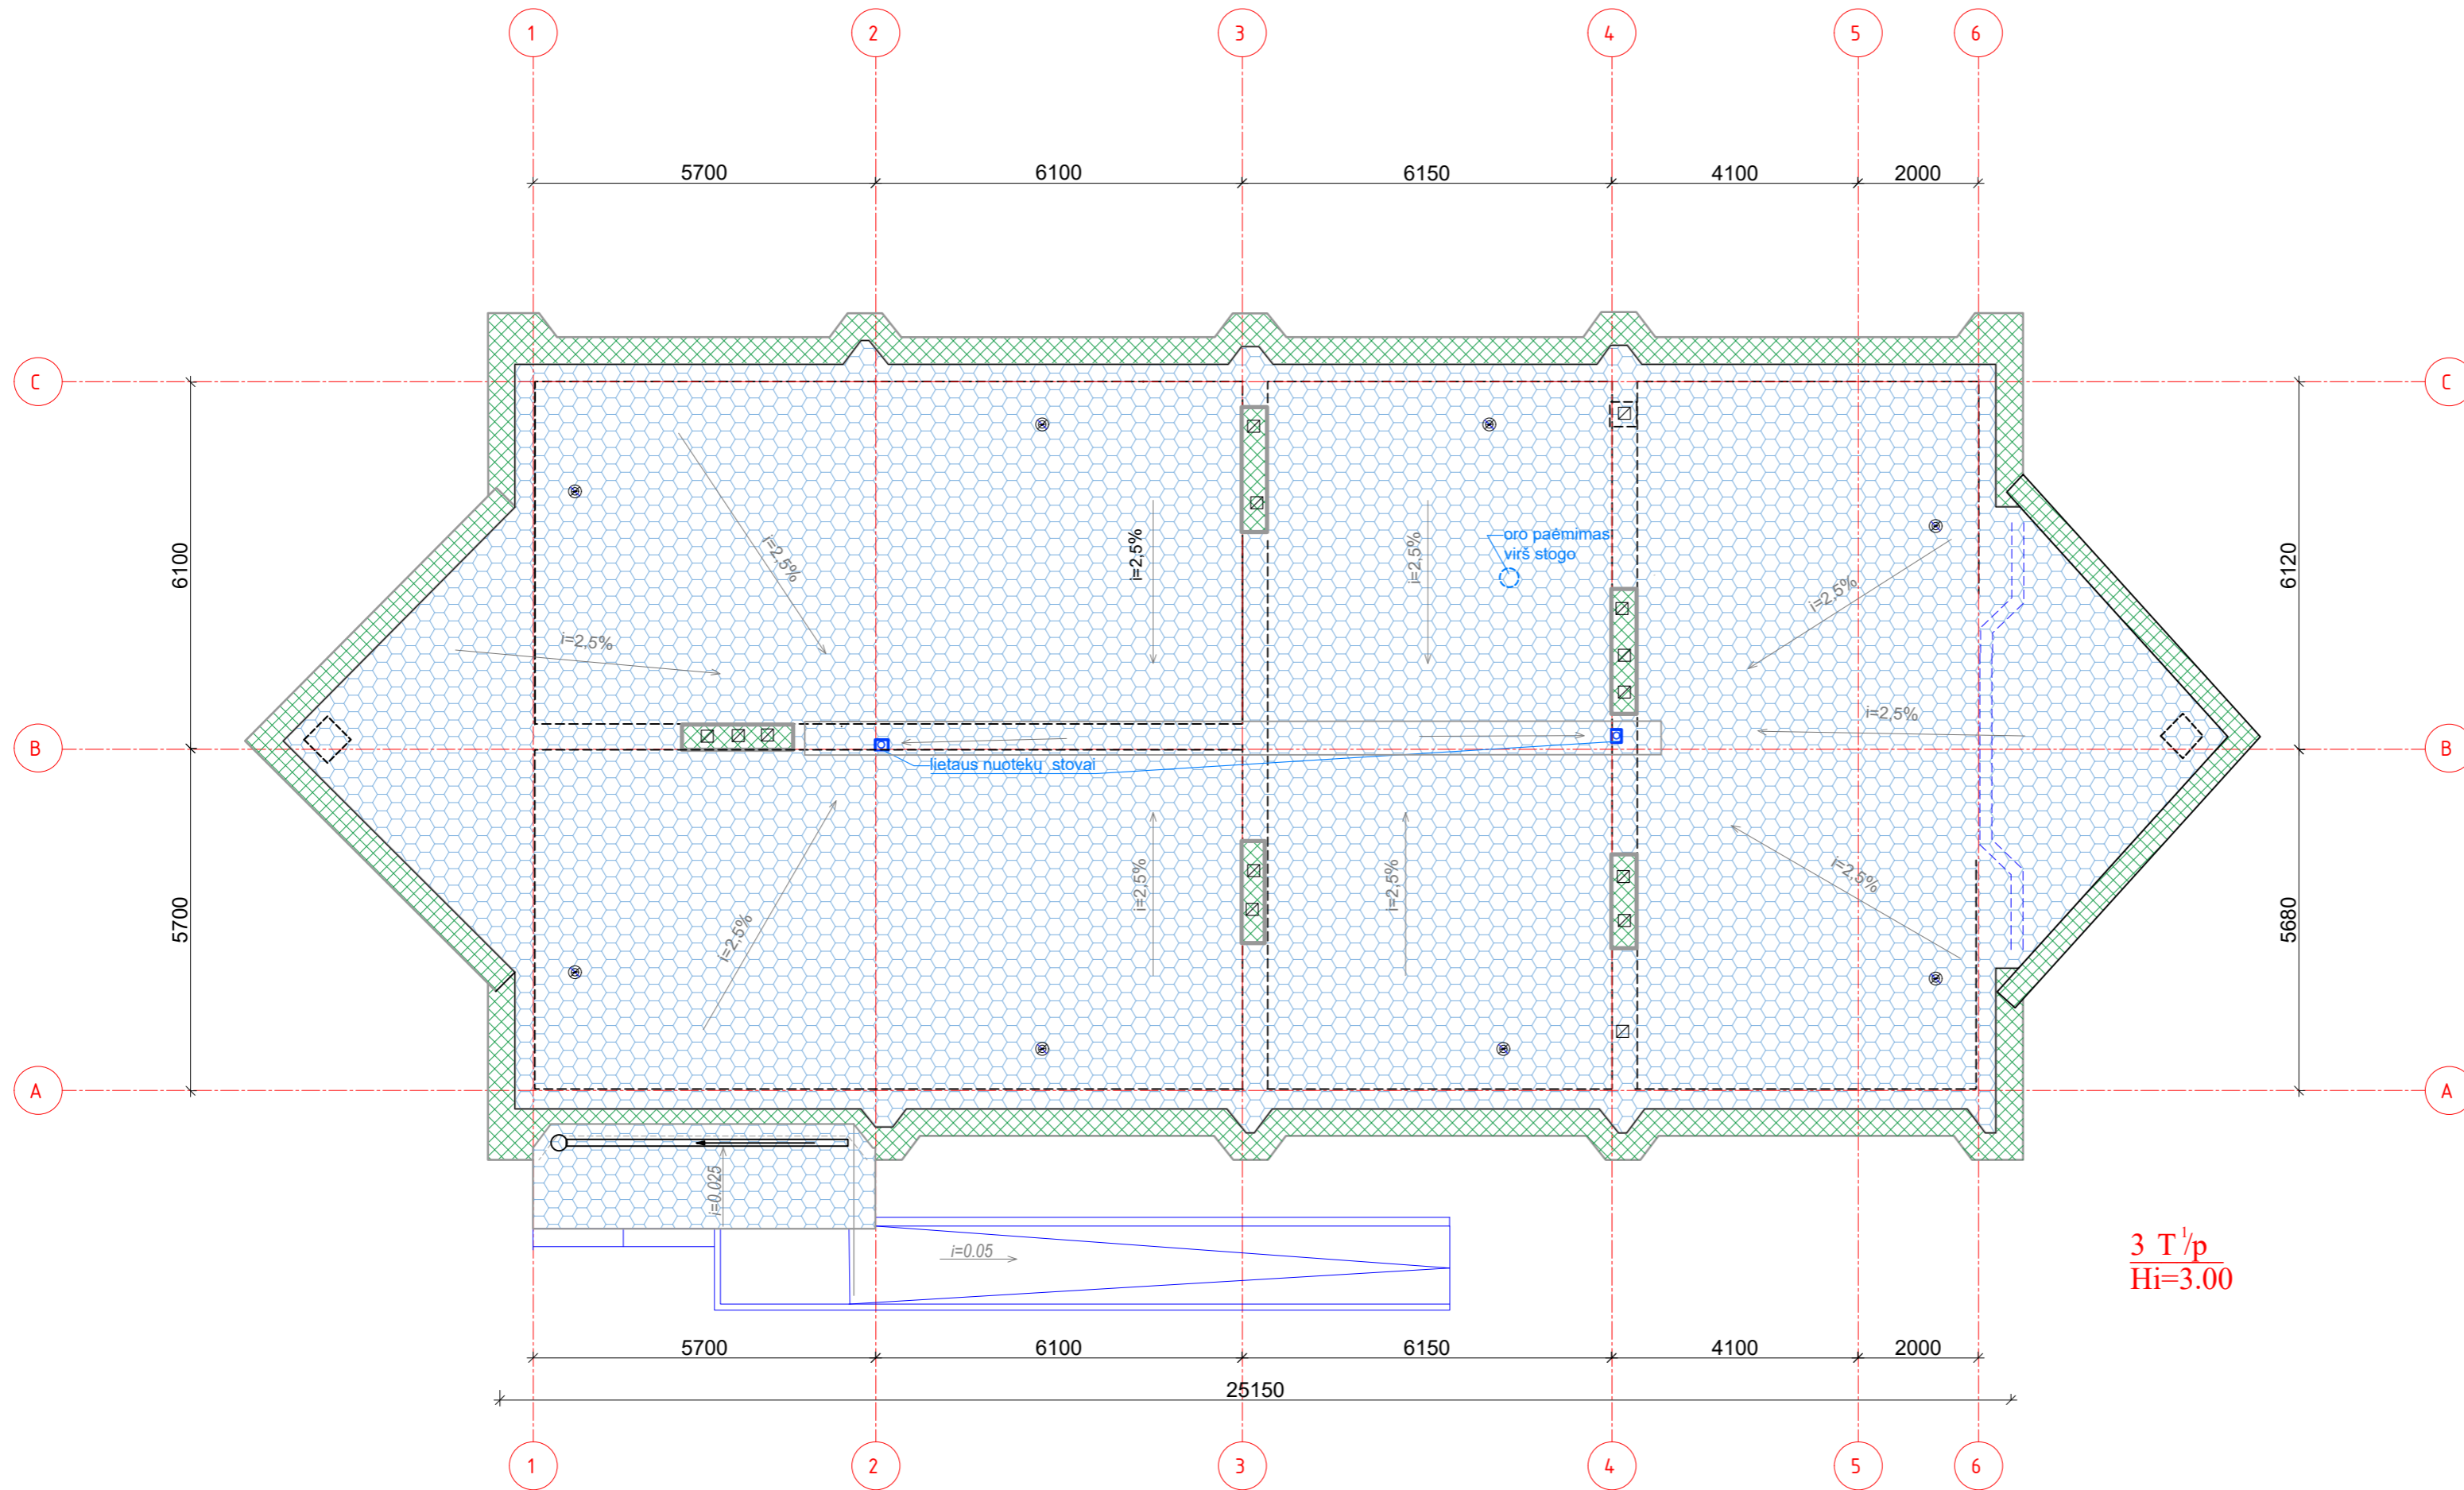 1 2 3 4 5 6
5700 6100 6150 4100 2000
C C
6100 6120
i=2,5% i=2,5% i=2,5% i=2,5%
oro paėmimas
virš stogo
i=2,5%
i=2,5%
B B
lietaus nuotekų stovai
5700 5680
i=2,5% i=2,5% i=2,5% i=2,5%
A A
i=0.025
i=0.05
3 T 1/p
Hi=3.00
5700 6100 6150 4100 2000
25150
1 2 3 4 5 6